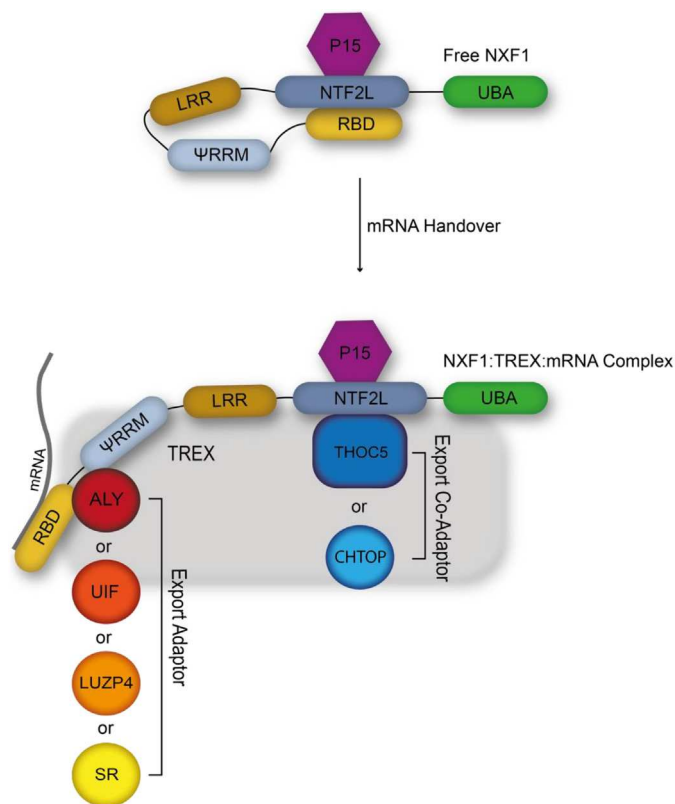 P15
Free NXF1
LRR
NTF2L
UBA
RBD
ΨRRM
mRNA Handover
P15
NXF1:TREX:mRNA Complex
LRR
NTF2L
UBA
ΨRRM
TREX
THOC5
mRNA
RBD
ALY
or
Export Co-Adaptor
or
CHTOP
UIF
or
Export Adaptor
LUZP4
or
SR